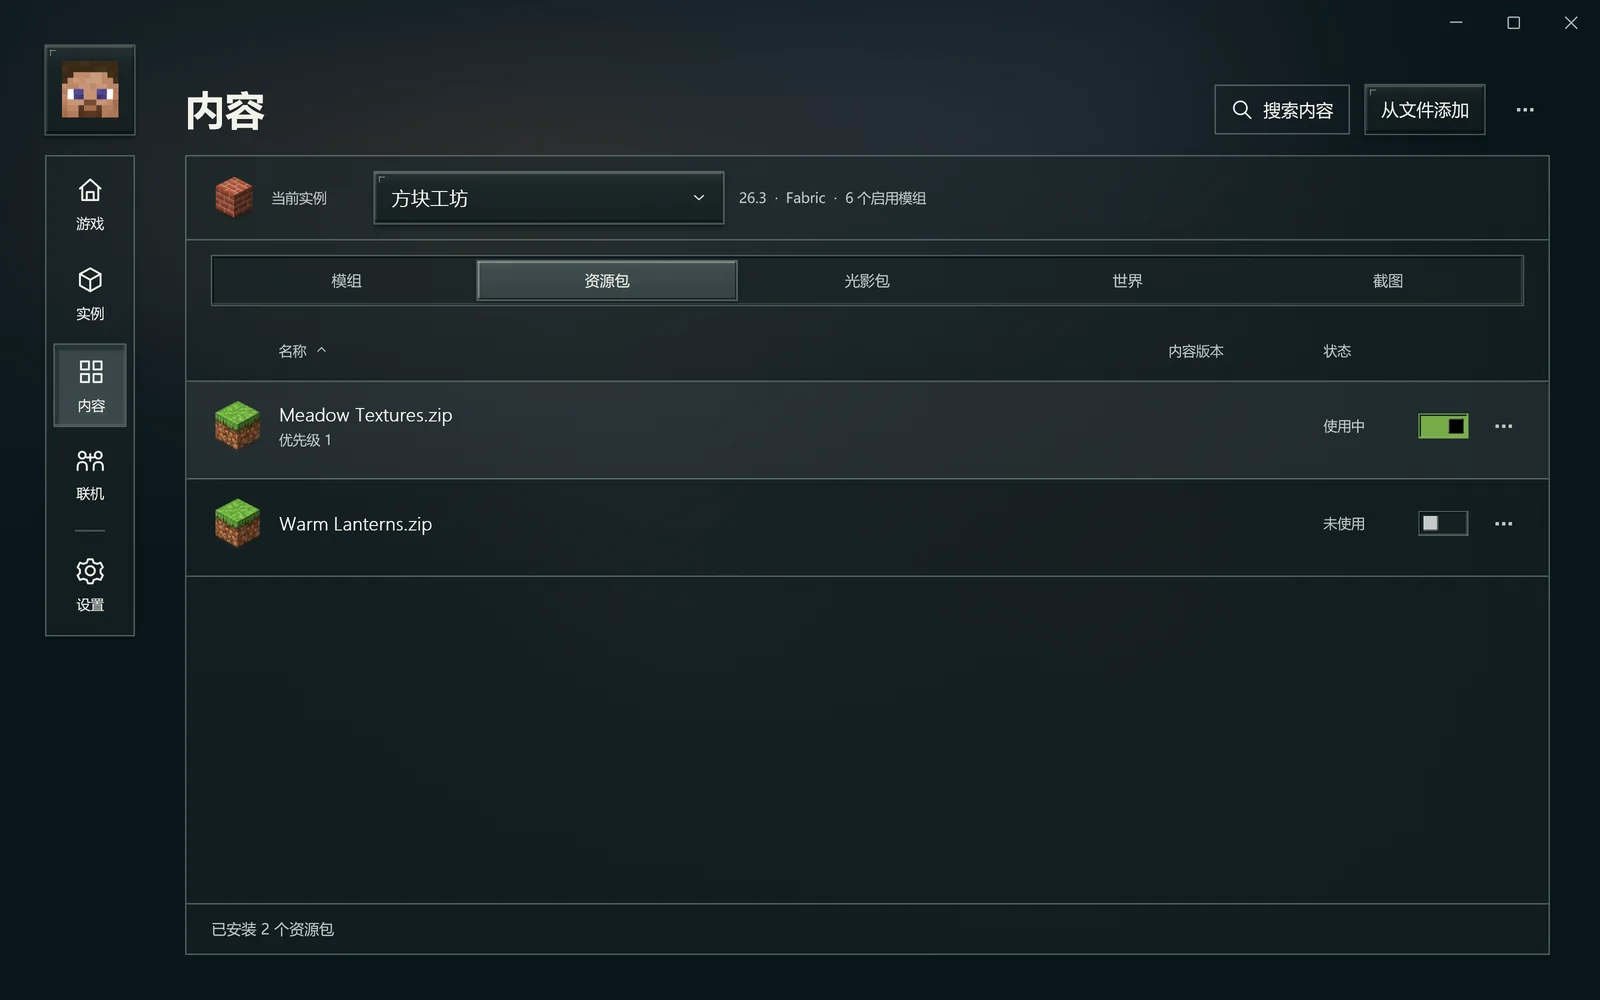 内容
搜索内容
从文件添加
游戏
实例
内容
联机
设置
当前实例
方块工坊
26.3 · Fabric · 6 个启用模组
模组
资源包
光影包
世界
截图
名称
内容版本
状态
Meadow Textures.zip
优先级 1
使用中
Warm Lanterns.zip
未使用
已安装 2 个资源包